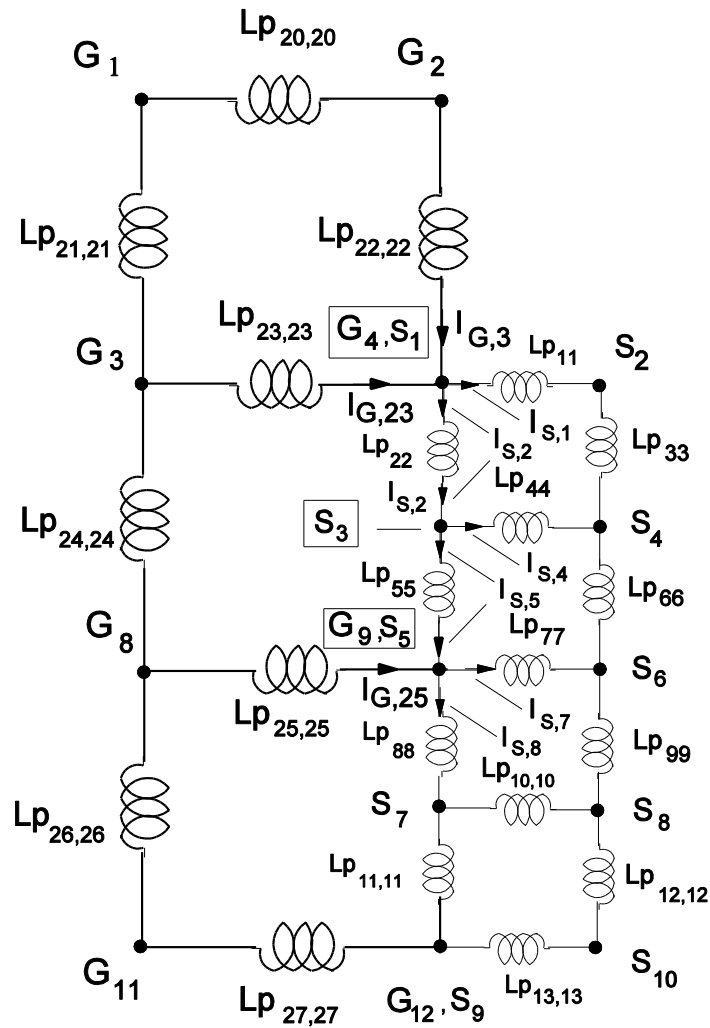 Lp20,20
G1
G2
Lp21,21
Lp22,22
Lp23,23
G4,S1
IG,3
Lp11
S2
G3
IG,23
IS,1
Lp22
IS,2
Lp33
Lp44
IS,2
Lp24,24
S3
S4
IS,4
Lp55
IS,5
Lp66
G8
G9,S5
Lp77
S6
IG,25
IS,7
Lp25,25
Lp88
IS,8
Lp99
Lp10,10
Lp26,26
S7
S8
Lp11,11
Lp12,12
G11
S10
Lp27,27
G12,S9
Lp13,13